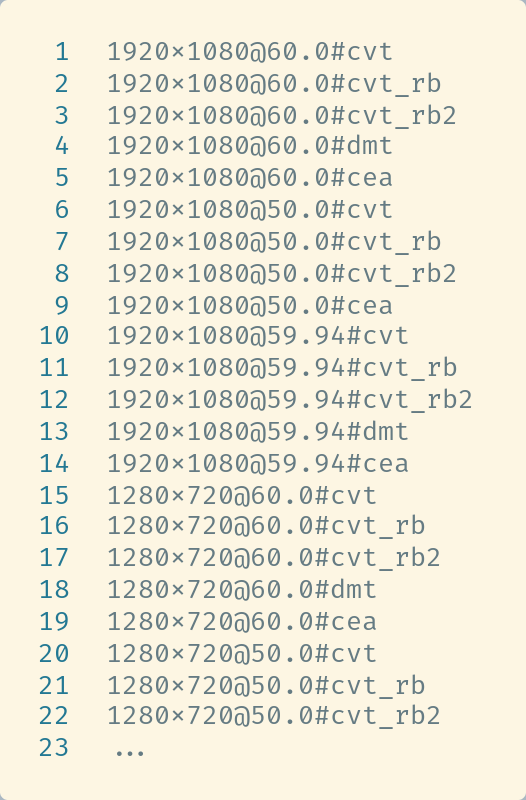 1 1920×1080@60.0#cvt
2 1920×1080@60.0#cvt_rb
3 1920×1080@60.0#cvt_rb2
4 1920×1080@60.0#dmt
5 1920×1080@60.0#cea
6 1920×1080@50.0#cvt
7 1920×1080@50.0#cvt_rb
8 1920×1080@50.0#cvt_rb2
9 1920×1080@50.0#cea
10 1920×1080@59.94#cvt
11 1920×1080@59.94#cvt_rb
12 1920×1080@59.94#cvt_rb2
13 1920×1080@59.94#dmt
14 1920×1080@59.94#cea
15 1280×720@60.0#cvt
16 1280×720@60.0#cvt_rb
17 1280×720@60.0#cvt_rb2
18 1280×720@60.0#dmt
19 1280×720@60.0#cea
20 1280×720@50.0#cvt
21 1280×720@50.0#cvt_rb
22 1280×720@50.0#cvt_rb2
23 ...